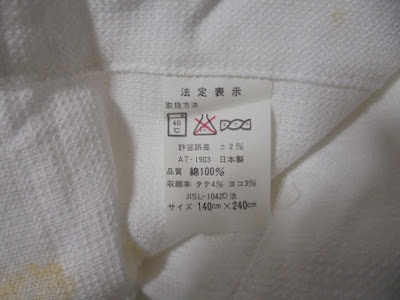 法定表示
取扱方法
40
℃
許容誤差 ±2%
AT-1903 日本製
品質 綿100%
収縮率 タテ4% ヨコ3%
JISL-1042D法
サイズ 140cm×240cm